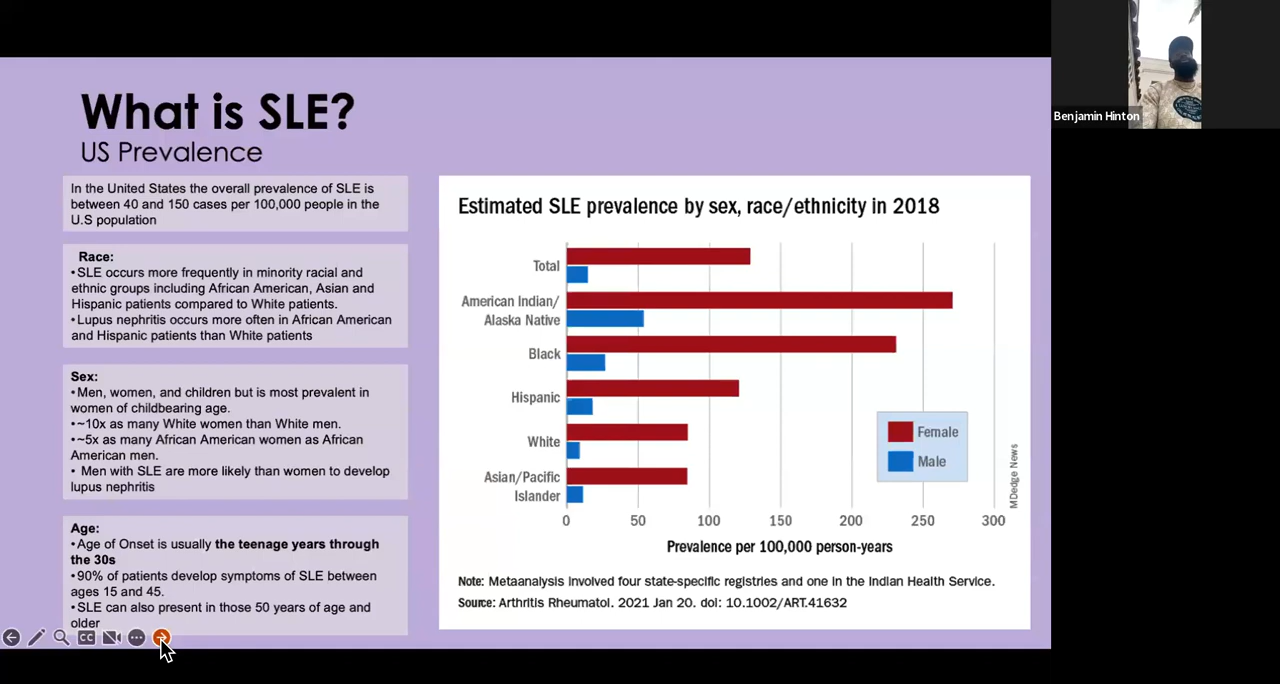 What is SLE?
US Prevalence
In the United States the overall prevalence of SLE is
between 40 and 150 cases per 100,000 people in the
U.S population
Race:
•SLE occurs more frequently in minority racial and
ethnic groups including African American, Asian and
Hispanic patients compared to White patients.
•Lupus nephritis occurs more often in African American
and Hispanic patients than White patients
Sex:
•Men, women, and children but is most prevalent in
women of childbearing age.
•~10x as many White women than White men.
•~5x as many African American women as African
American men.
• Men with SLE are more likely than women to develop
lupus nephritis
Age:
•Age of Onset is usually the teenage years through
the 30s
•90% of patients develop symptoms of SLE between
ages 15 and 45.
•SLE can also present in those 50 years of age and
older
CC
Estimated SLE prevalence by sex, race/ethnicity in 2018
Total
American Indian/
Alaska Native
Black
Hispanic
White
Asian/Pacific
Islander
0 50 100 150 200 250 300
Prevalence per 100,000 person-years
Female
Male
MDedge News
Note: Metaanalysis involved four state-specific registries and one in the Indian Health Service.
Source: Arthritis Rheumatol. 2021 Jan 20. doi: 10.1002/ART.41632
Benjamin Hinton